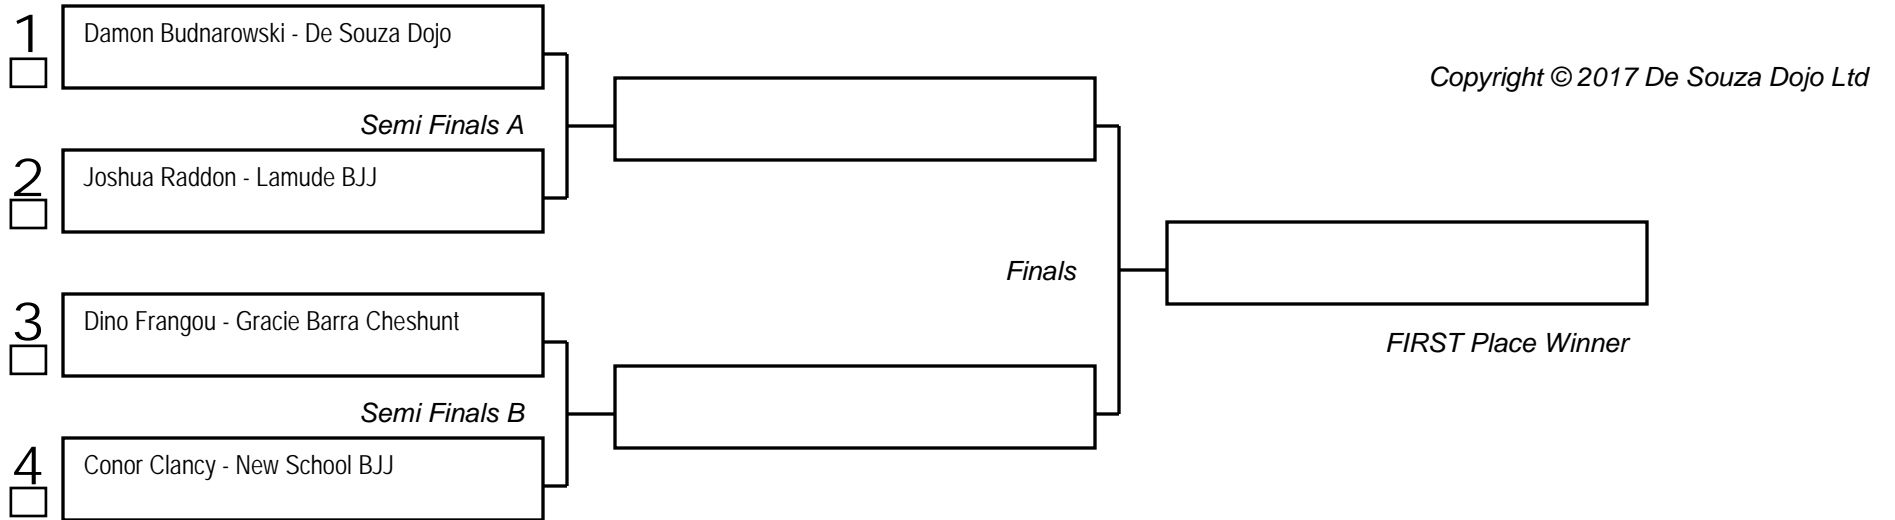 1
Damon Budnarowski - De Souza Dojo
Copyright © 2017 De Souza Dojo Ltd
Semi Finals A
2
Joshua Raddon - Lamude BJJ
Finals
3
Dino Frangou - Gracie Barra Cheshunt
FIRST Place Winner
Semi Finals B
4
Conor Clancy - New School BJJ